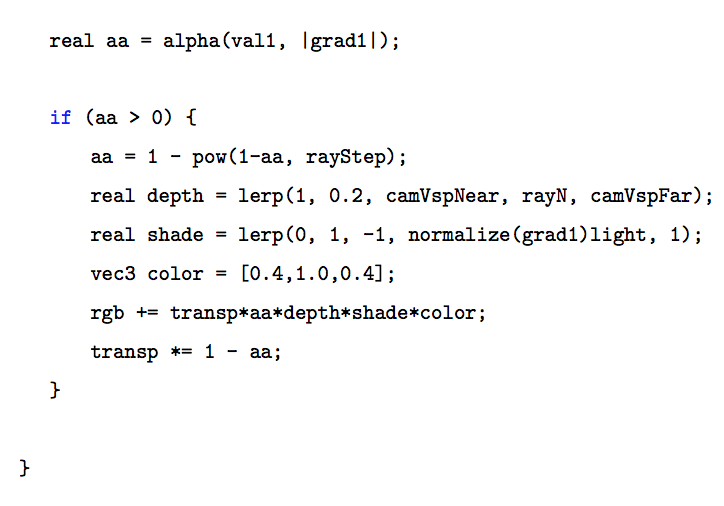 real aa = alpha(val1, |grad1|);
if (aa > 0) {
aa = 1 - pow(1-aa, rayStep);
real depth = lerp(1, 0.2, camVspNear, rayN, camVspFar);
real shade = lerp(0, 1, -1, normalize(grad1)light, 1);
vec3 color = [0.4,1.0,0.4];
rgb += transp*aa*depth*shade*color;
transp *= 1 - aa;
}
}